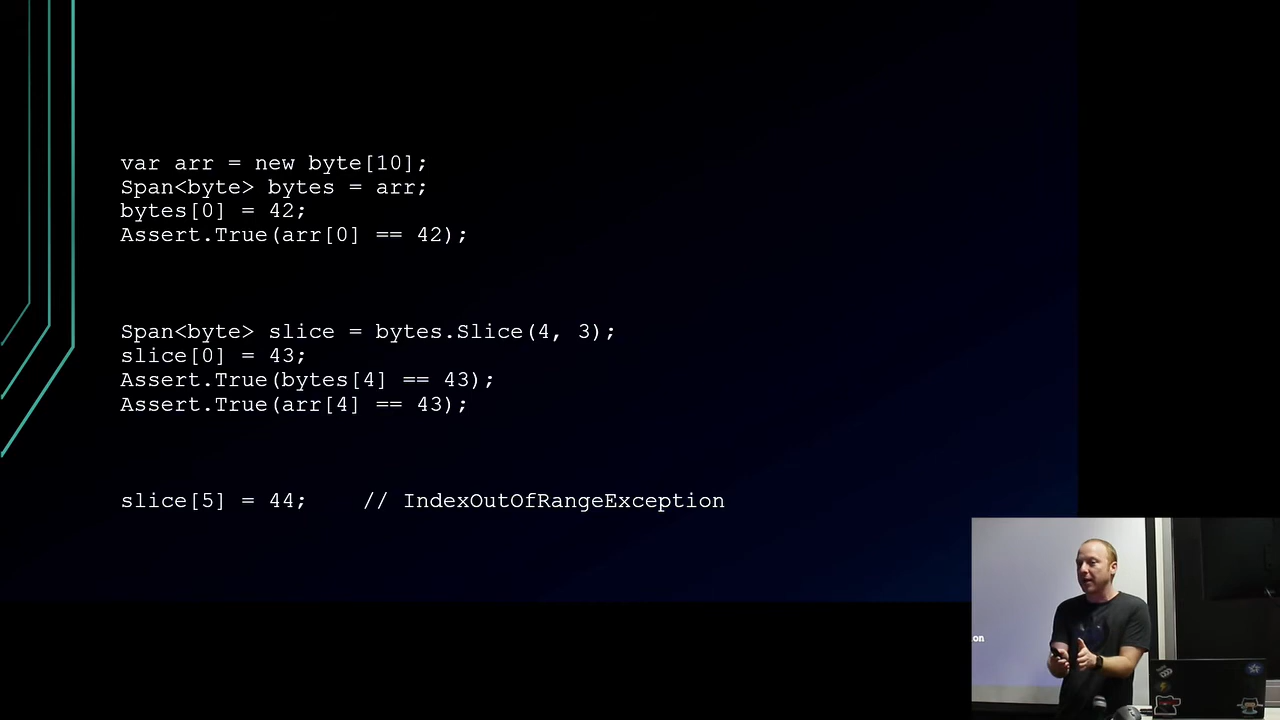 var arr = new byte[10];
Span<byte> bytes = arr;
bytes[0] = 42;
Assert.True(arr[0] == 42);
Span<byte> slice = bytes.Slice(4, 3);
slice[0] = 43;
Assert.True(bytes[4] == 43);
Assert.True(arr[4] == 43);
slice[5] = 44;    // IndexOutOfRangeException
on